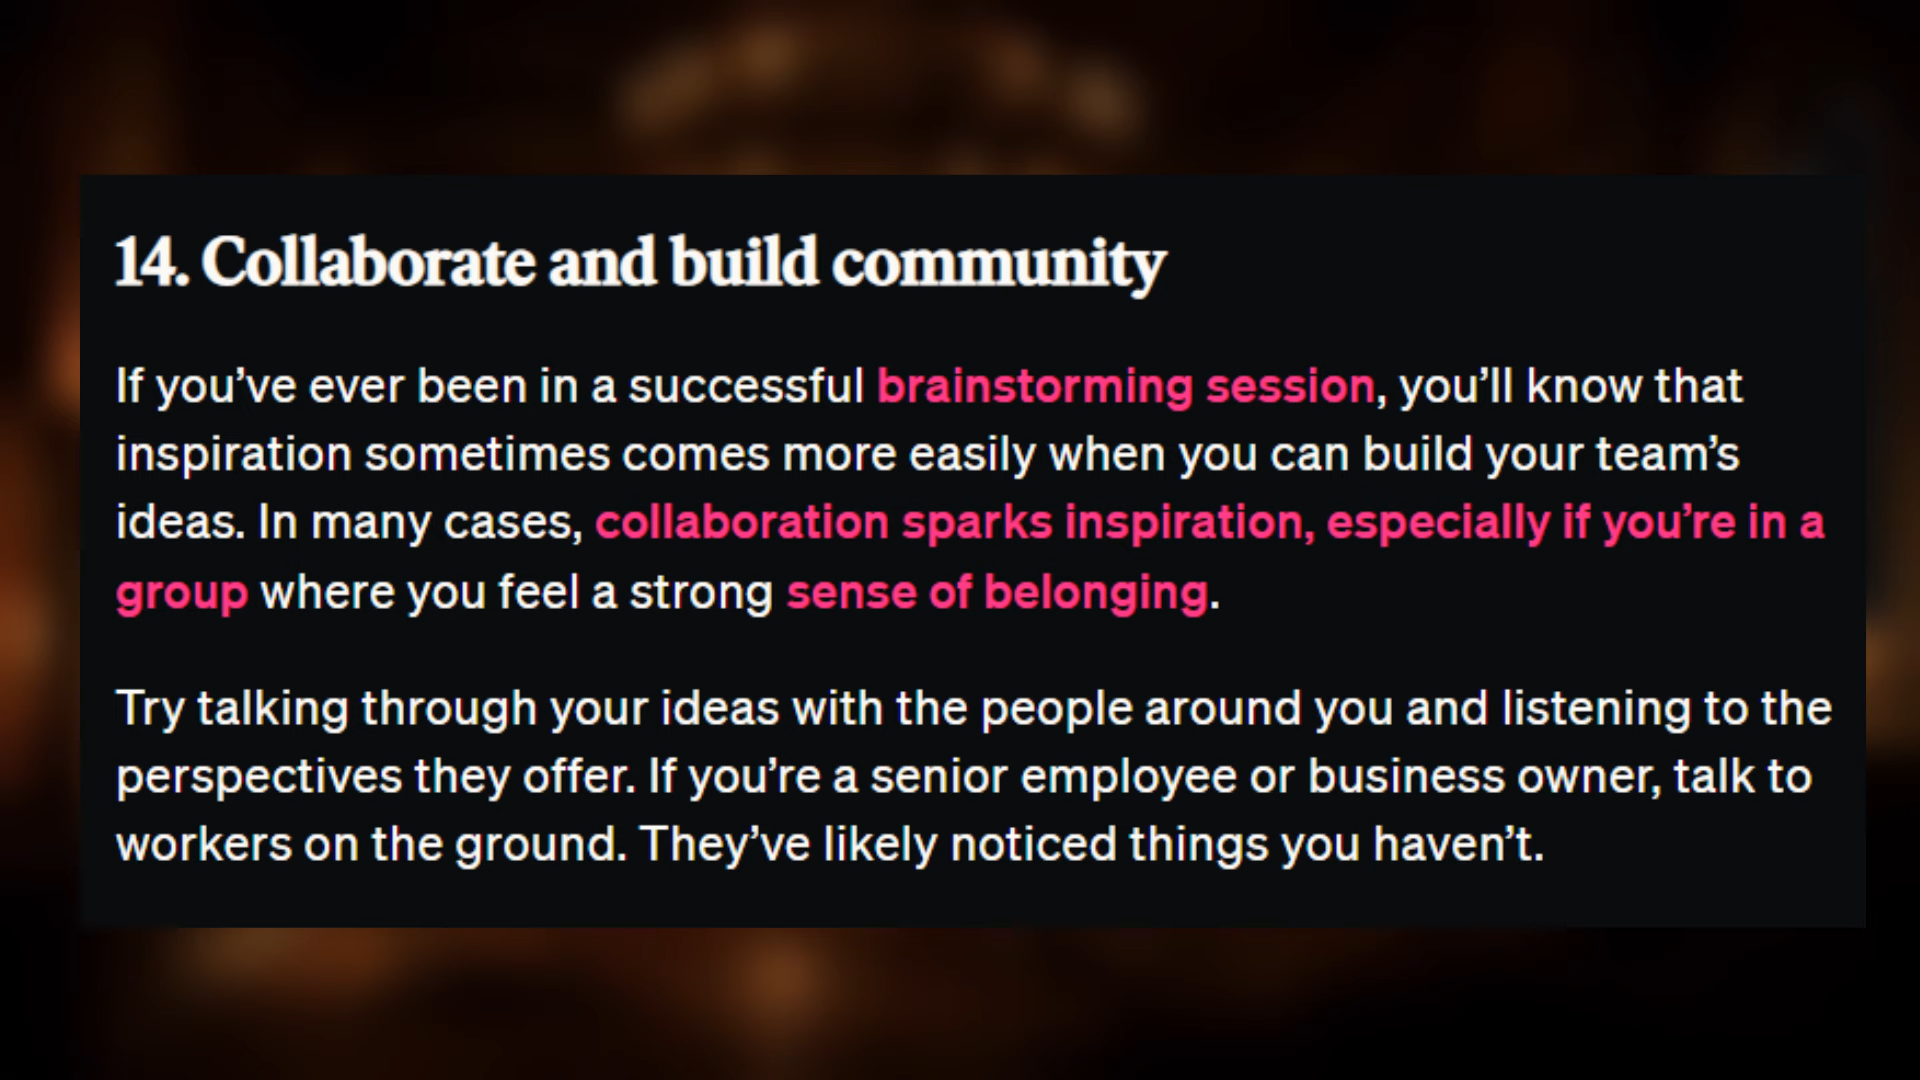 14. Collaborate and build community
If you’ve ever been in a successful brainstorming session, you’ll know that
inspiration sometimes comes more easily when you can build your team’s
ideas. In many cases, collaboration sparks inspiration, especially if you’re in a
group where you feel a strong sense of belonging.
Try talking through your ideas with the people around you and listening to the
perspectives they offer. If you’re a senior employee or business owner, talk to
workers on the ground. They’ve likely noticed things you haven’t.